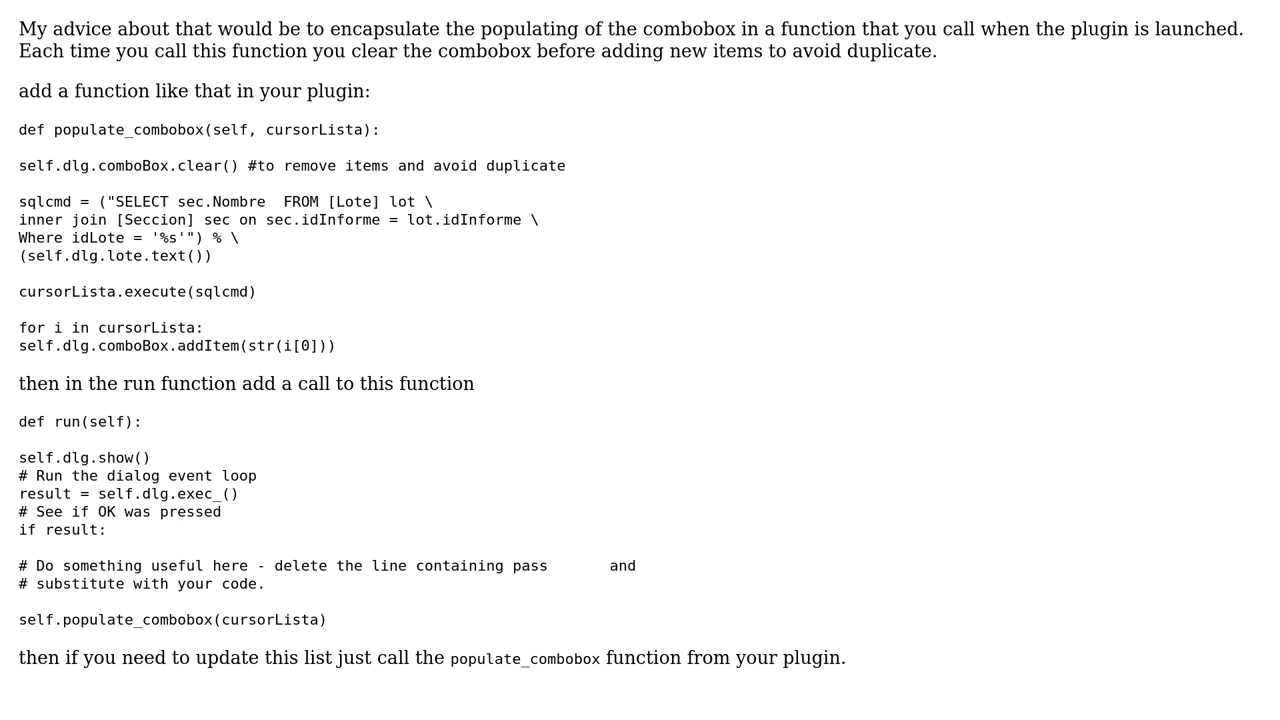 My advice about that would be to encapsulate the populating of the combobox in a function that you call when the plugin is launched.
Each time you call this function you clear the combobox before adding new items to avoid duplicate.
add a function like that in your plugin:
def populate_combobox(self, cursorLista):
self.dlg.comboBox.clear() #to remove items and avoid duplicate
sqlcmd = ("SELECT sec.Nombre  FROM [Lote] lot \
inner join [Seccion] sec on sec.idInforme = lot.idInforme \
Where idLote = '%s'") % \
(self.dlg.lote.text())
cursorLista.execute(sqlcmd)
for i in cursorLista:
self.dlg.comboBox.addItem(str(i[0]))
then in the run function add a call to this function
def run(self):
self.dlg.show()
# Run the dialog event loop
result = self.dlg.exec_()
# See if OK was pressed
if result:
# Do something useful here - delete the line containing pass       and
# substitute with your code.
self.populate_combobox(cursorLista)
then if you need to update this list just call the populate_combobox function from your plugin.